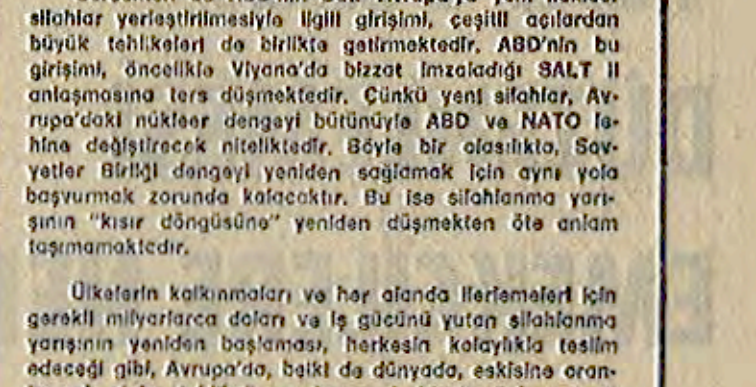 silahlar yerleştirilmesiyle ilgili girişimi, çeşitli açılardan
büyük tehlikeleri de birlikte getirmektedir. ABD'nin bu
girişimi, öncelikle Viyana'da bizzat imzaladığı SALT II
anlaşmasına ters düşmektedir. Çünkü yeni silahlar, Av-
rupa'daki nükleer dengeyi bütünüyle ABD ve NATO le-
hine değiştirecek niteliktedir. Böyle bir olasılıkta, Sov-
yetler Birliği dengeyi yeniden sağlamak için aynı yola
başvurmak zorunda kalacaktır. Bu ise silahlanma yarı-
şının "kısır döngüsüne" yeniden düşmekten öte anlam
taşımamaktadır.
Ülkelerin kalkınmaları ve her alanda ilerlemeleri için
gerekli milyarlarca doları ve iş gücünü yutan silahlanma
yarışının yeniden başlaması, herkesin kolaylıkla teslim
edeceği gibi, Avrupa'da, belki de dünyada, eskisine oran-